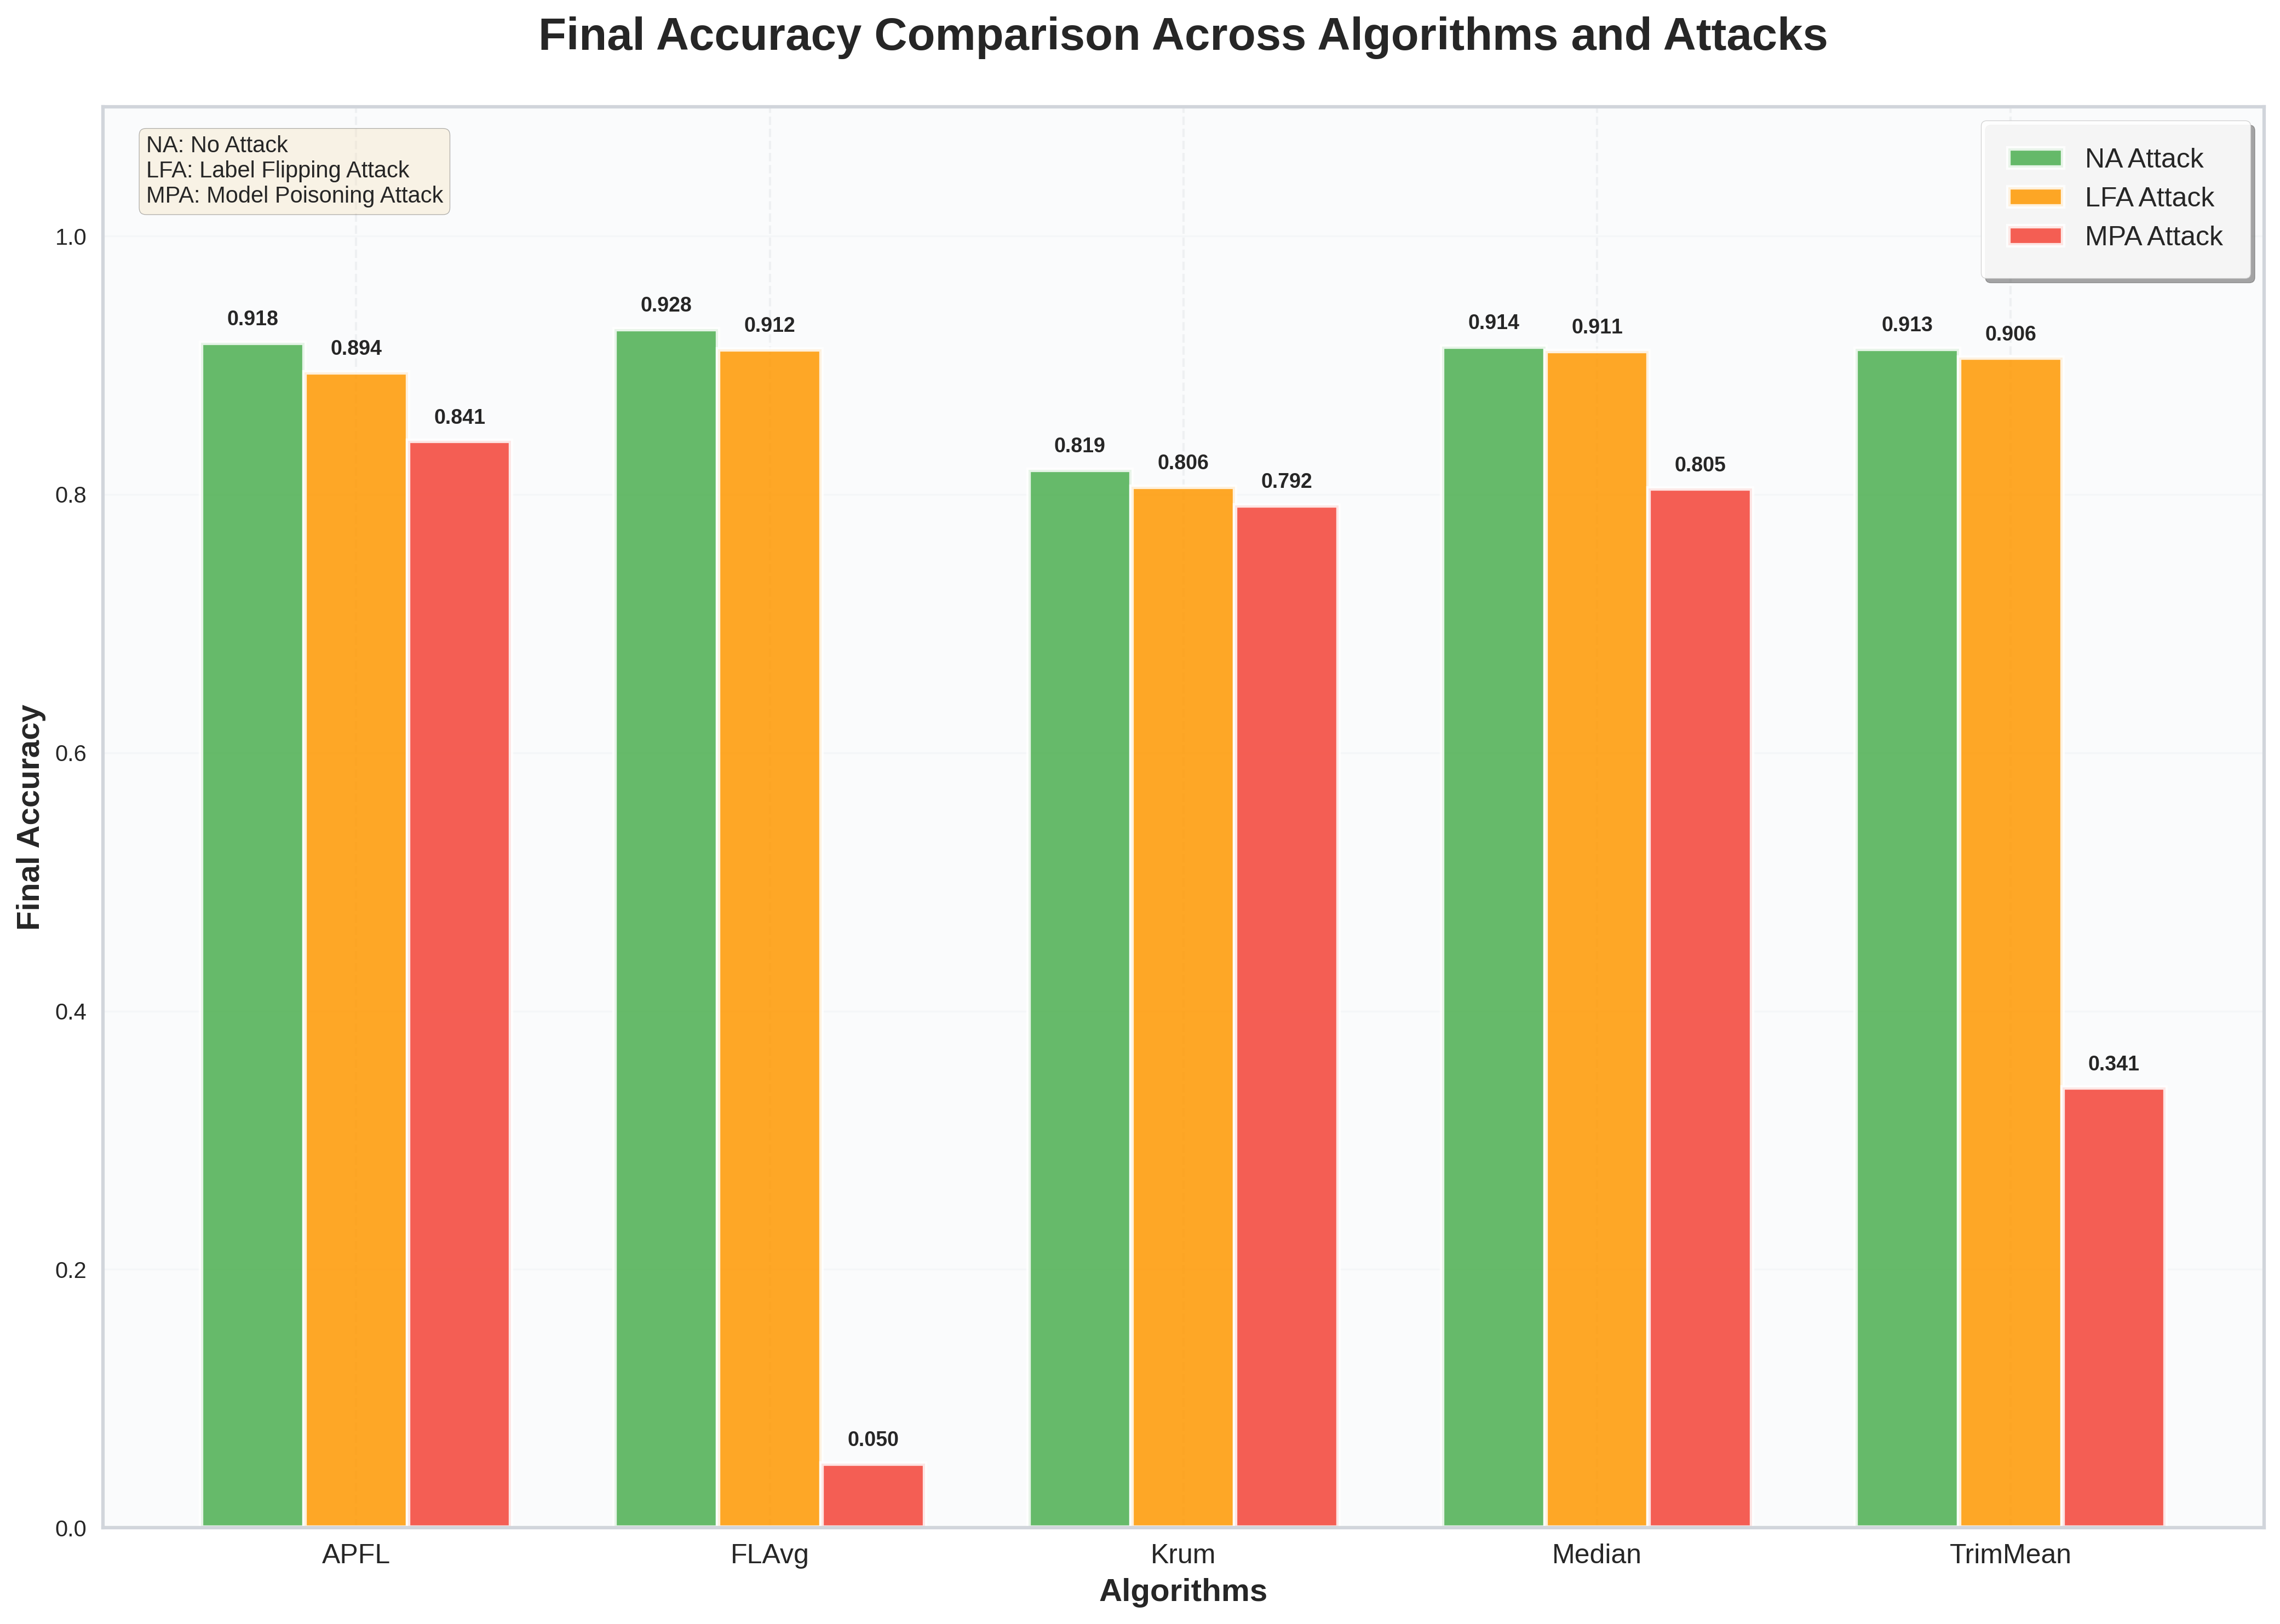 Final Accuracy Comparison Across Algorithms and Attacks
NA: No Attack
LFA: Label Flipping Attack
MPA: Model Poisoning Attack
NA Attack
LFA Attack
MPA Attack
Final Accuracy
1.0
0.8
0.6
0.4
0.2
0.0
0.918
0.894
0.841
0.928
0.912
0.050
0.819
0.806
0.792
0.914
0.911
0.805
0.913
0.906
0.341
APFL
FLAvg
Krum
Median
TrimMean
Algorithms